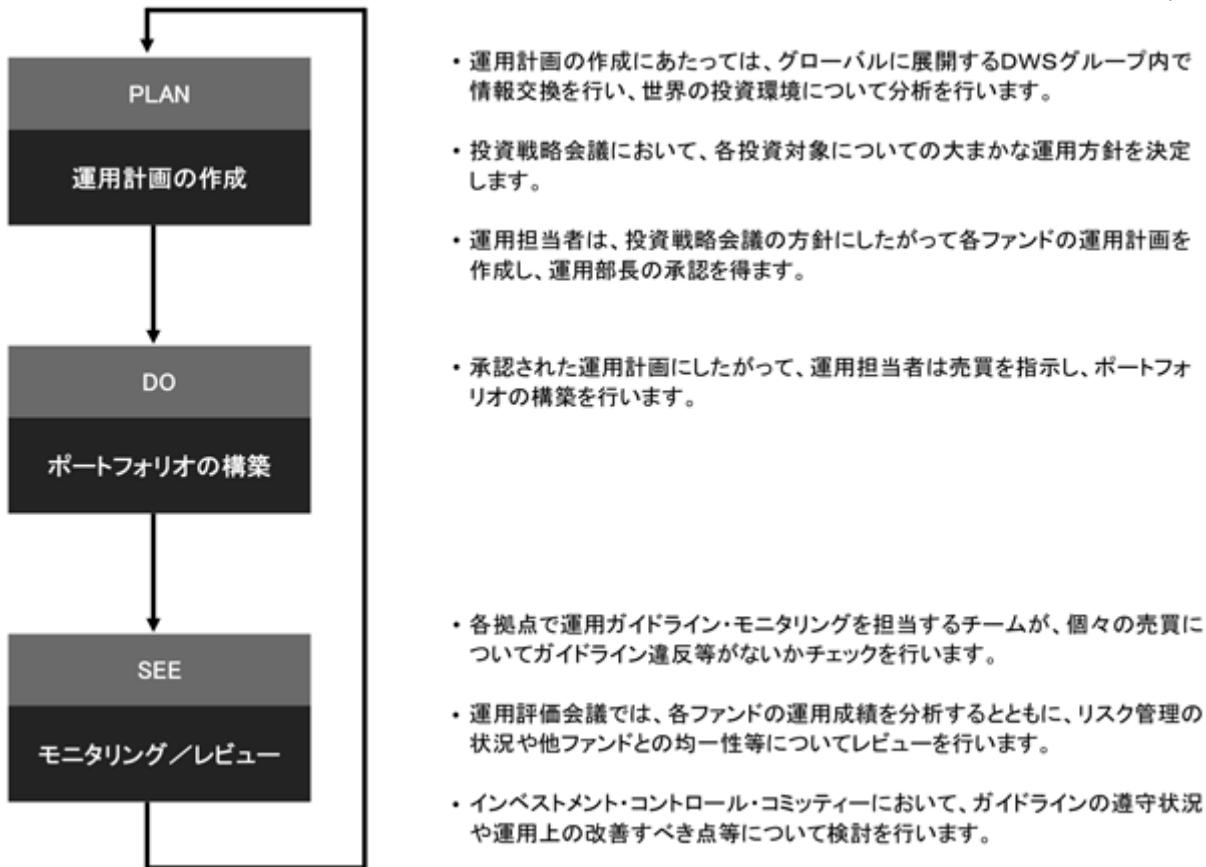 PLAN
運用計画の作成
・運用計画の作成にあたっては、グローバルに展開するDWSグループ内で
情報交換を行い、世界の投資環境について分析を行います。
・投資戦略会議において、各投資対象についての大まかな運用方針を決定
します。
・運用担当者は、投資戦略会議の方針にしたがって各ファンドの運用計画を
作成し、運用部長の承認を得ます。
DO
ポートフォリオの構築
・承認された運用計画にしたがって、運用担当者は売買を指示し、ポートフォ
リオの構築を行います。
SEE
モニタリング／レビュー
・各拠点で運用ガイドライン・モニタリングを担当するチームが、個々の売買に
ついてガイドライン違反等がないかチェックを行います。
・運用評価会議では、各ファンドの運用成績を分析するとともに、リスク管理の
状況や他ファンドとの均一性等についてレビューを行います。
・インベストメント・コントロール・コミッティーにおいて、ガイドラインの遵守状況
や運用上の改善すべき点等について検討を行います。